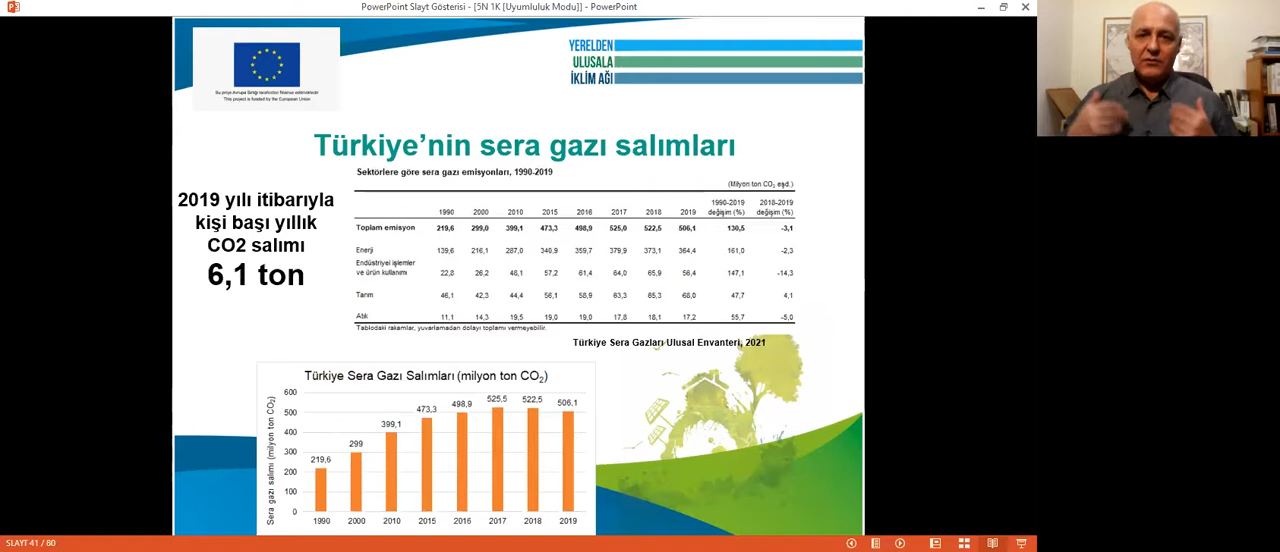 PowerPoint Slayt Gösterisi - [5N 1K [Uyumluluk Modu]] - PowerPoint
Bu proje Avrupa Birliği tarafından finanse edilmektedir
This project is funded by the European Union
YERELDEN
ULUSALA
İKLİM AĞI
Türkiye’nin sera gazı salımları
2019 yılı itibarıyla
kişi başı yıllık
CO2 salımı
6,1 ton
Sektörlere göre sera gazı emisyonları, 1990-2019
(Milyon ton CO₂ eşd.)
1990 2000 2010 2015 2016 2017 2018 2019 1990-2019 değişim (%) 2018-2019 değişim (%)
Toplam emisyon 219,6 299,0 399,1 473,3 498,9 525,0 522,5 506,1 130,5 -3,1
Enerji 139,6 216,1 287,0 340,9 359,7 379,9 373,1 364,4 161,0 -2,3
Endüstriyel işlemler
ve ürün kullanımı 22,8 26,2 48,1 57,2 61,4 64,0 65,9 56,4 147,1 -14,3
Tarım 46,1 42,3 44,4 56,1 58,9 63,3 65,3 68,0 47,7 4,1
Atık 11,1 14,3 19,5 19,0 19,0 17,8 18,1 17,2 55,7 -5,0
Tablodaki rakamlar, yuvarlamadan dolayı toplamı vermeyebilir.
Türkiye Sera Gazları Ulusal Envanteri, 2021
Türkiye Sera Gazı Salımları (milyon ton CO₂)
Sera gazı salımı (milyon ton CO₂)
600
500
400
300
200
100
0
219,6 299 399,1 473,3 498,9 525,5 522,5 506,1
1990 2000 2010 2015 2016 2017 2018 2019
SLAYT 41 / 80